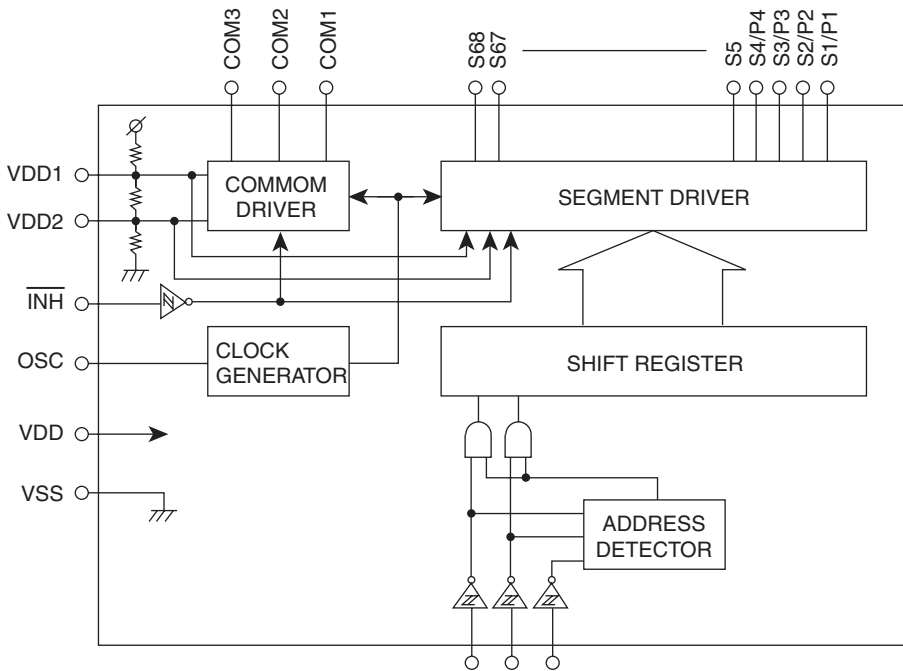 COM3 COM2 COM1 S68 S67 S5 S4/P4 S3/P3 S2/P2 S1/P1
VDD1
COMMOM
DRIVER
SEGMENT DRIVER
VDD2
INH
OSC
CLOCK
GENERATOR
SHIFT REGISTER
VDD
VSS
ADDRESS
DETECTOR